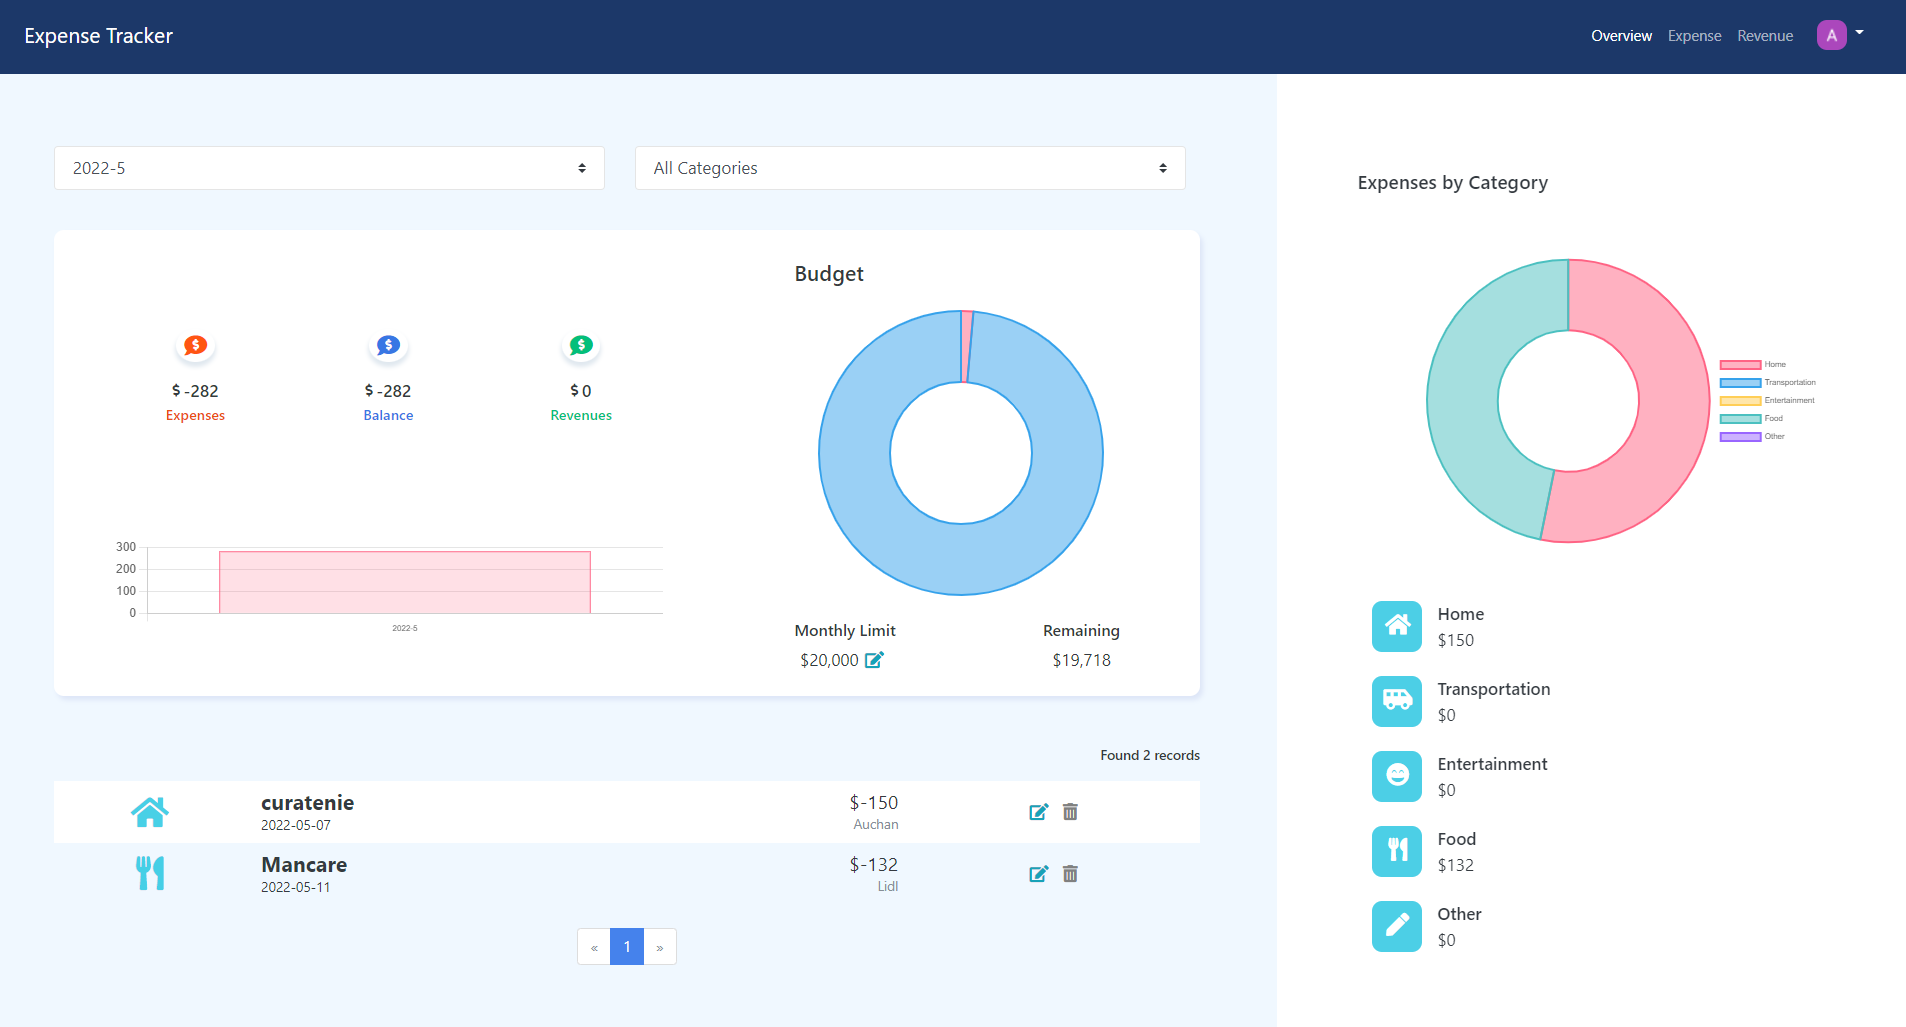 Expense Tracker
Overview Expense Revenue A
2022-5
All Categories
$ -282
Expenses
$ -282
Balance
$ 0
Revenues
300
200
100
0
2022-5
Budget
Monthly Limit
$20,000
Remaining
$19,718
Found 2 records
curatenie
2022-05-07
$-150
Auchan
Mancare
2022-05-11
$-132
Lidl
« 1 »
Expenses by Category
Home
Transportation
Entertainment
Food
Other
Home
$150
Transportation
$0
Entertainment
$0
Food
$132
Other
$0